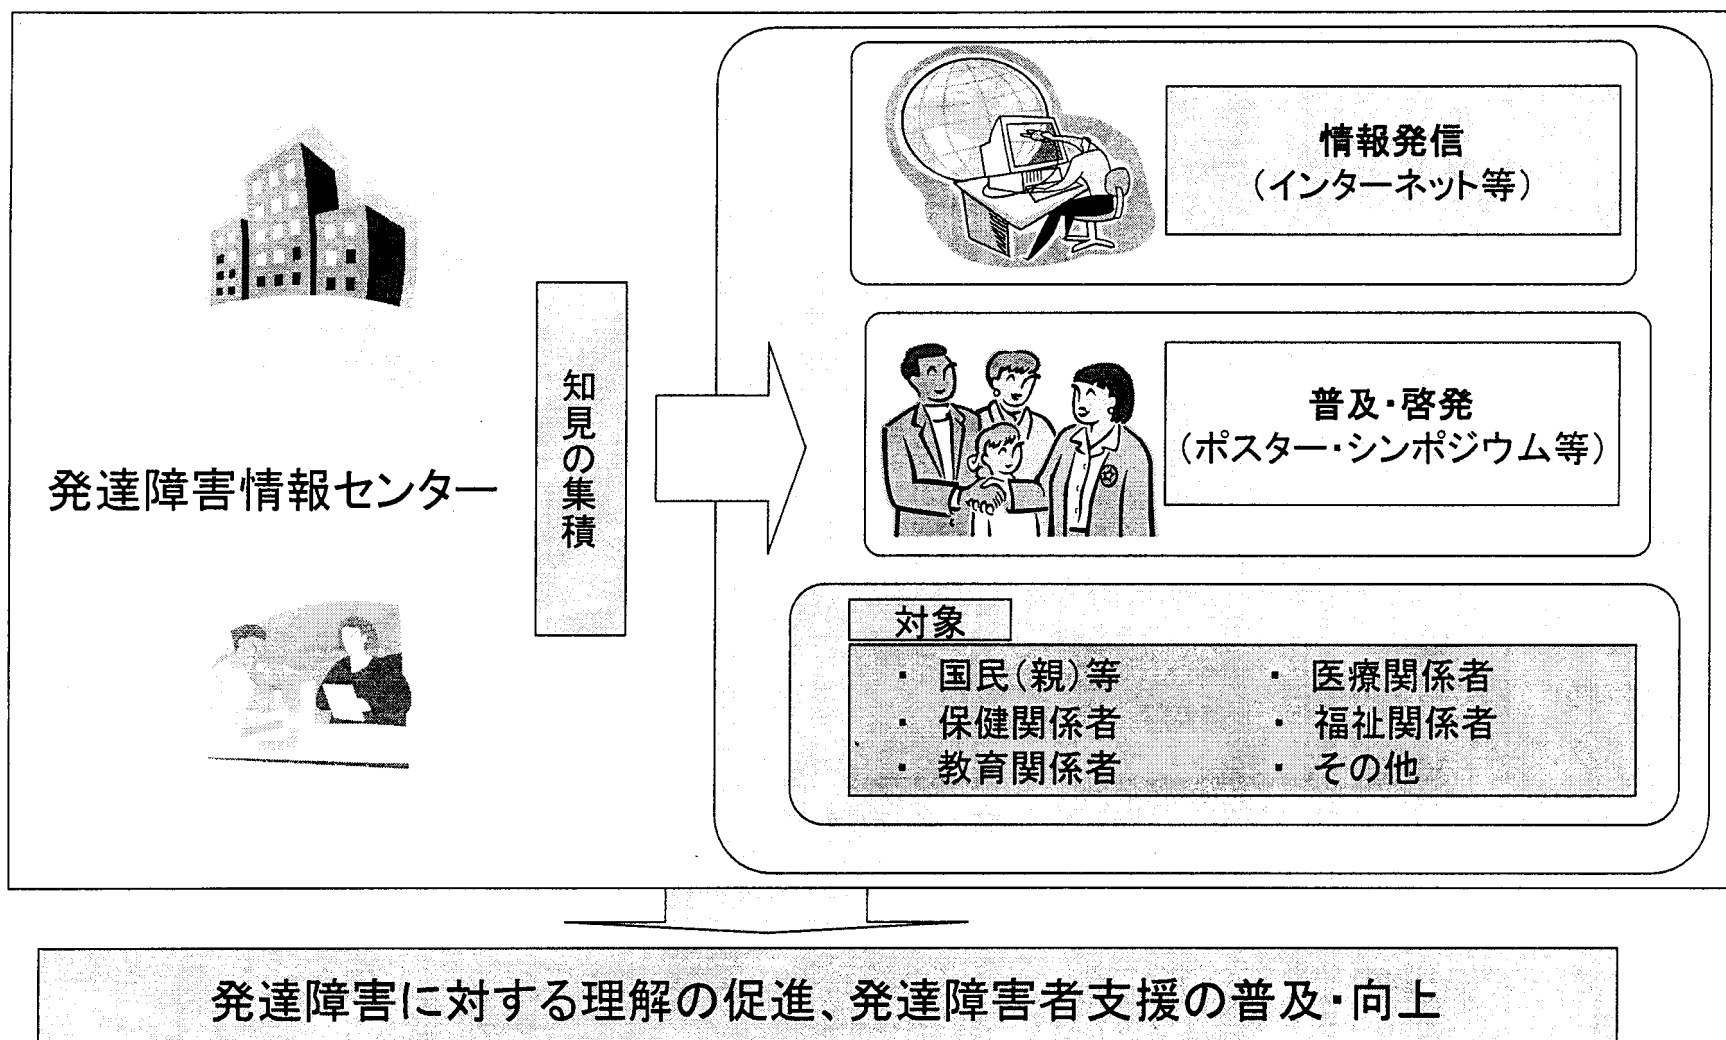 発達障害情報センター
知見の集積
情報発信
（インターネット等）
普及・啓発
（ポスター・シンポジウム等）
対象
・ 国民（親）等
・ 医療関係者
・ 保健関係者
・ 福祉関係者
・ 教育関係者
・ その他
発達障害に対する理解の促進、発達障害者支援の普及・向上